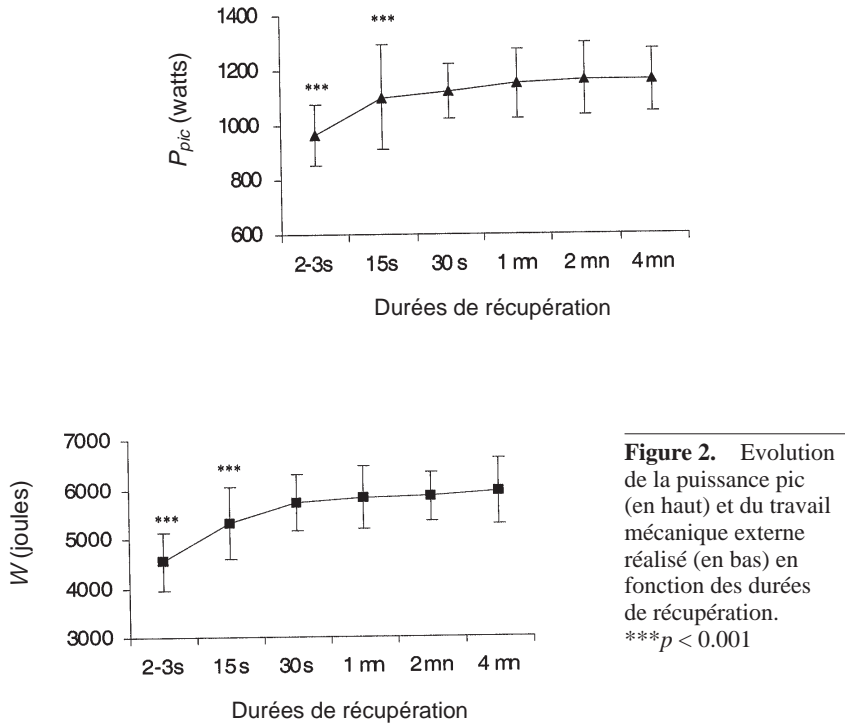 1400
1200
1000
800
600
P_pic (watts)
***
***
2-3s 15s 30 s 1 mn 2 mn 4 mn
Durées de récupération
7000
6000
5000
4000
3000
W (joules)
***
***
2-3s 15s 30s 1 mn 2mn 4 mn
Durées de récupération
Figure 2. Evolution
de la puissance pic
(en haut) et du travail
mécanique externe
réalisé (en bas) en
fonction des durées
de récupération.
***p < 0.001